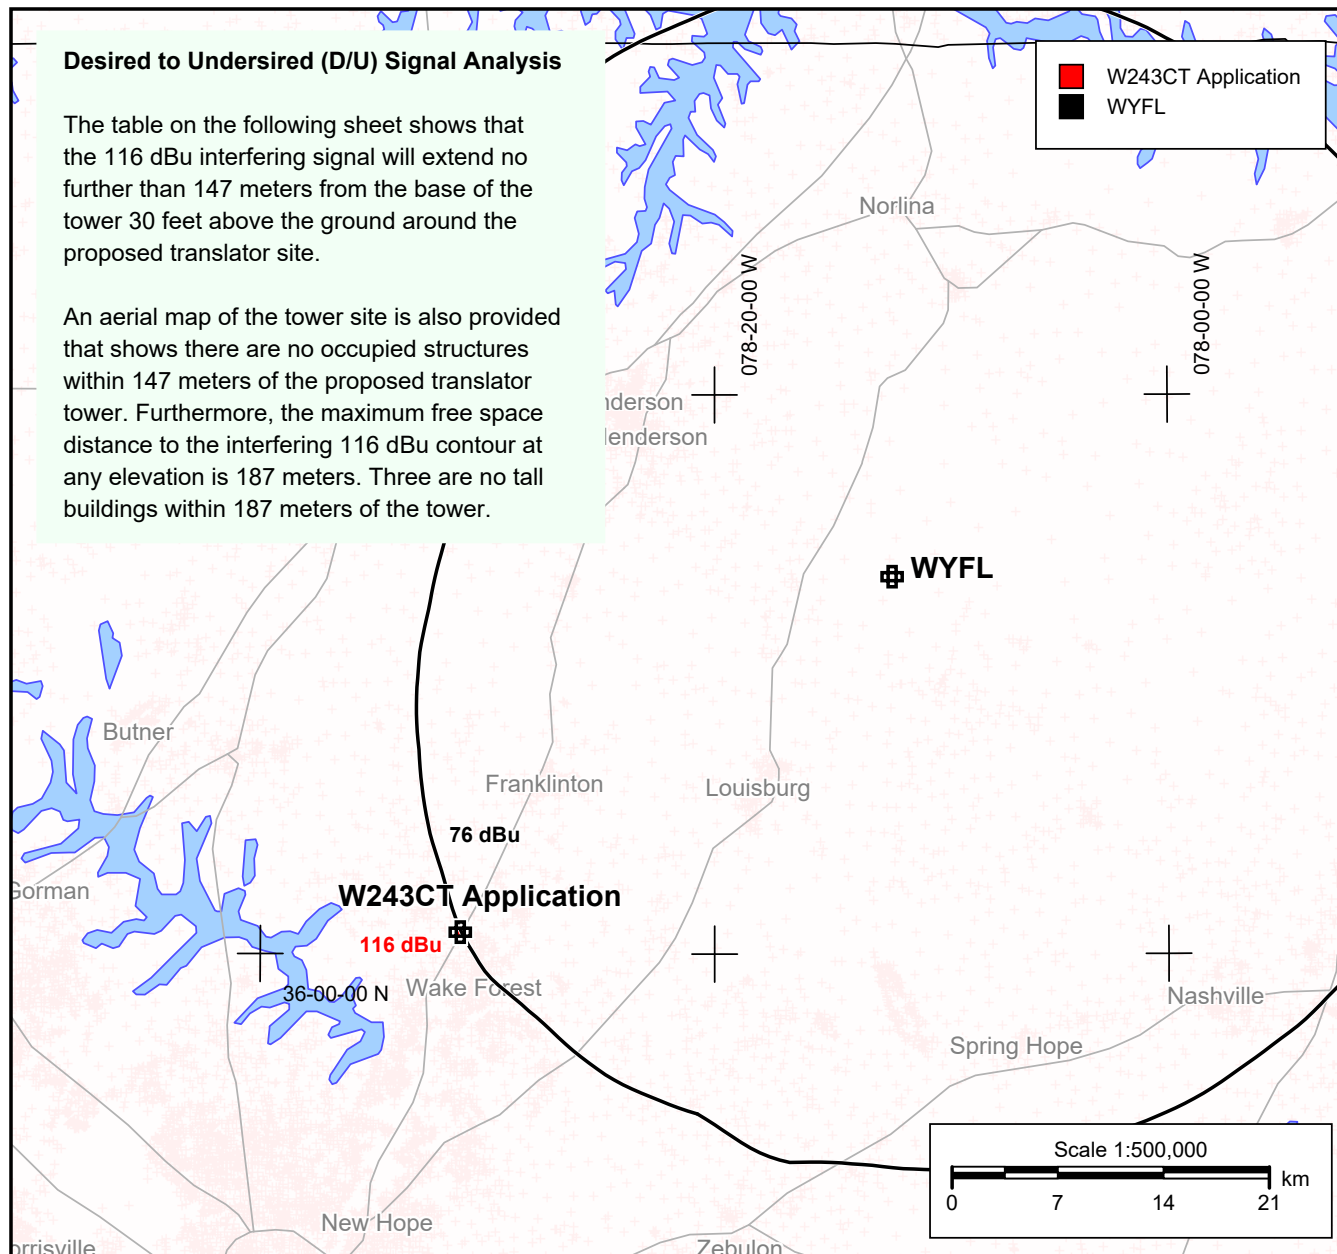 Desired to Undersired (D/U) Signal Analysis
The table on the following sheet shows that
the 116 dBu interfering signal will extend no
further than 147 meters from the base of the
tower 30 feet above the ground around the
proposed translator site.
An aerial map of the tower site is also provided
that shows there are no occupied structures
within 147 meters of the proposed translator
tower. Furthermore, the maximum free space
distance to the interfering 116 dBu contour at
any elevation is 187 meters. Three are no tall
buildings within 187 meters of the tower.
W243CT Application
WYFL
Norlina
078-20-00 W
078-00-00 W
nderson
Henderson
WYFL
Butner
Franklinton
Louisburg
76 dBu
Gorman
W243CT Application
116 dBu
36-00-00 N
Wake Forest
Nashville
Spring Hope
Scale 1:500,000
km
0 7 14 21
New Hope
orrisville
Zebulon